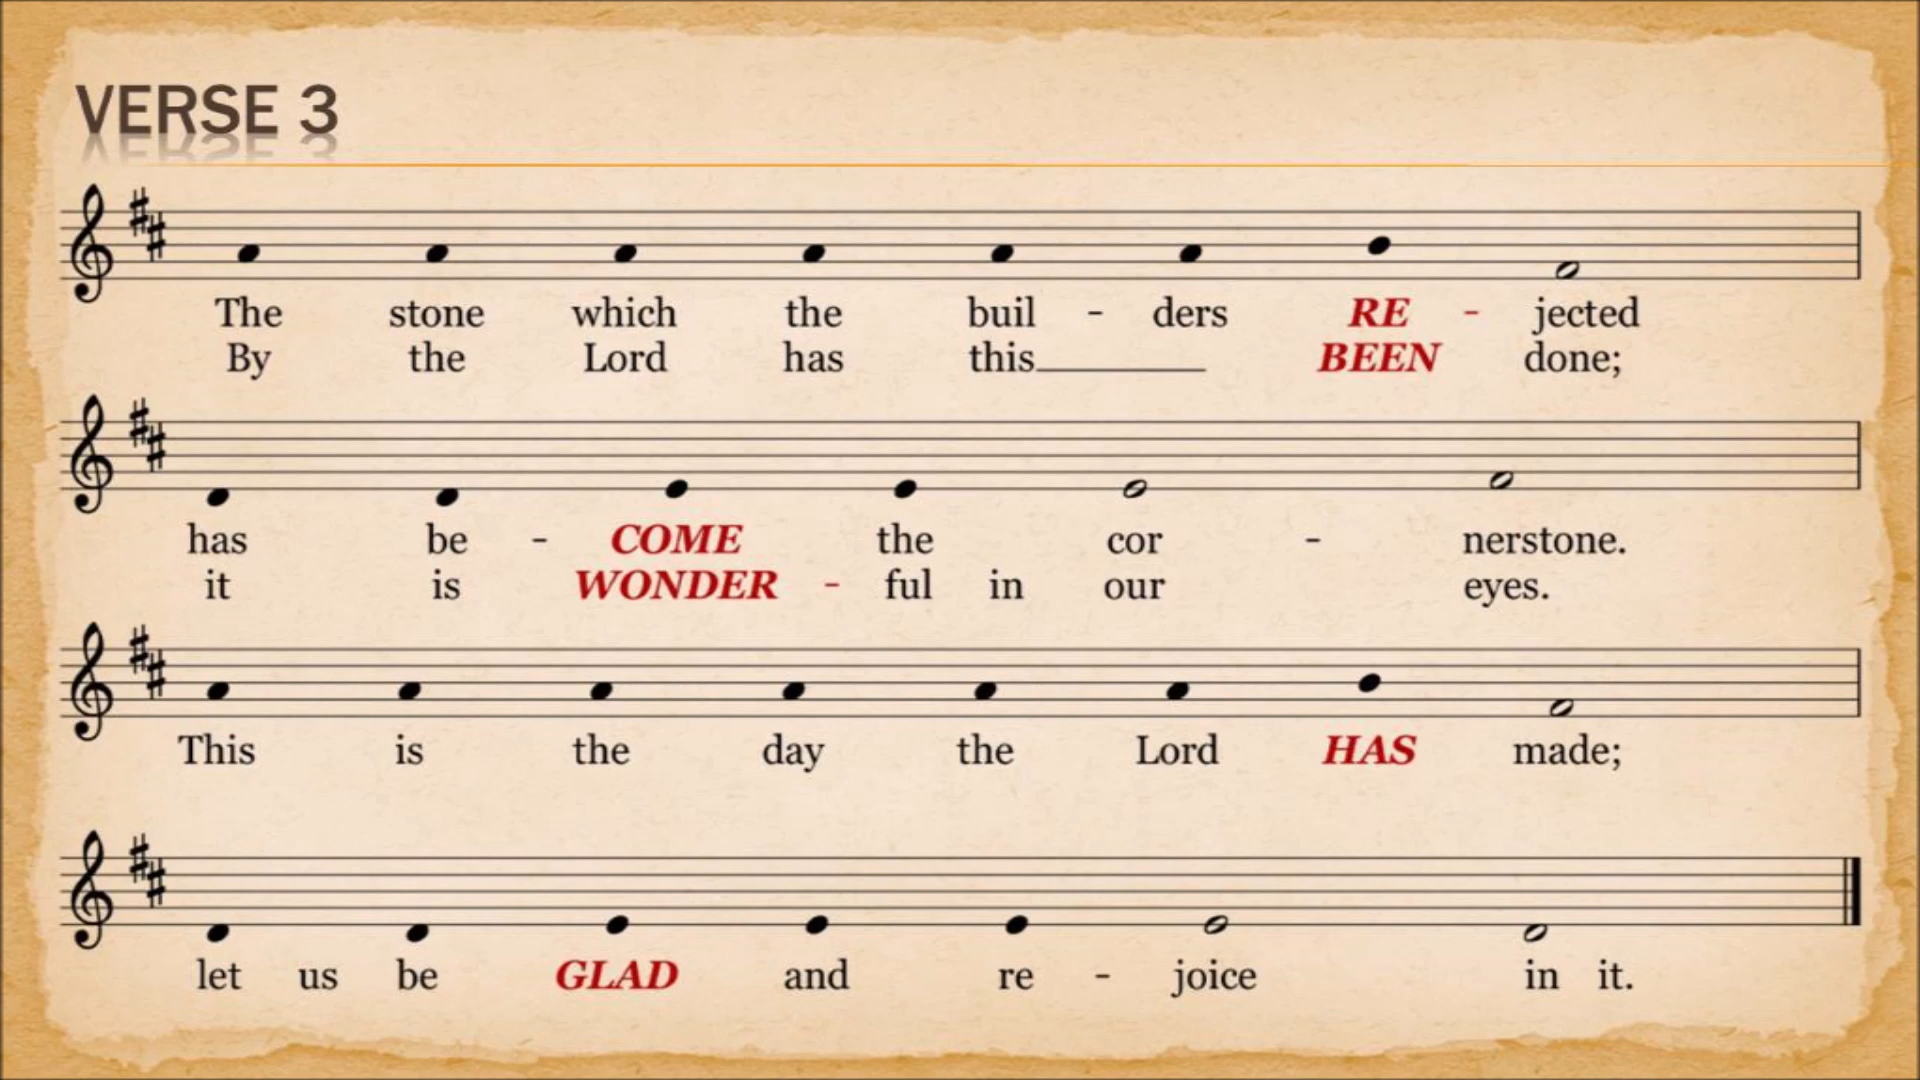 VERSE 3
The stone which the buil - ders RE - jected
By the Lord has this______ BEEN done;
has be - COME the cor - nerstone.
it is WONDER - ful in our eyes.
This is the day the Lord HAS made;
let us be GLAD and re - joice in it.